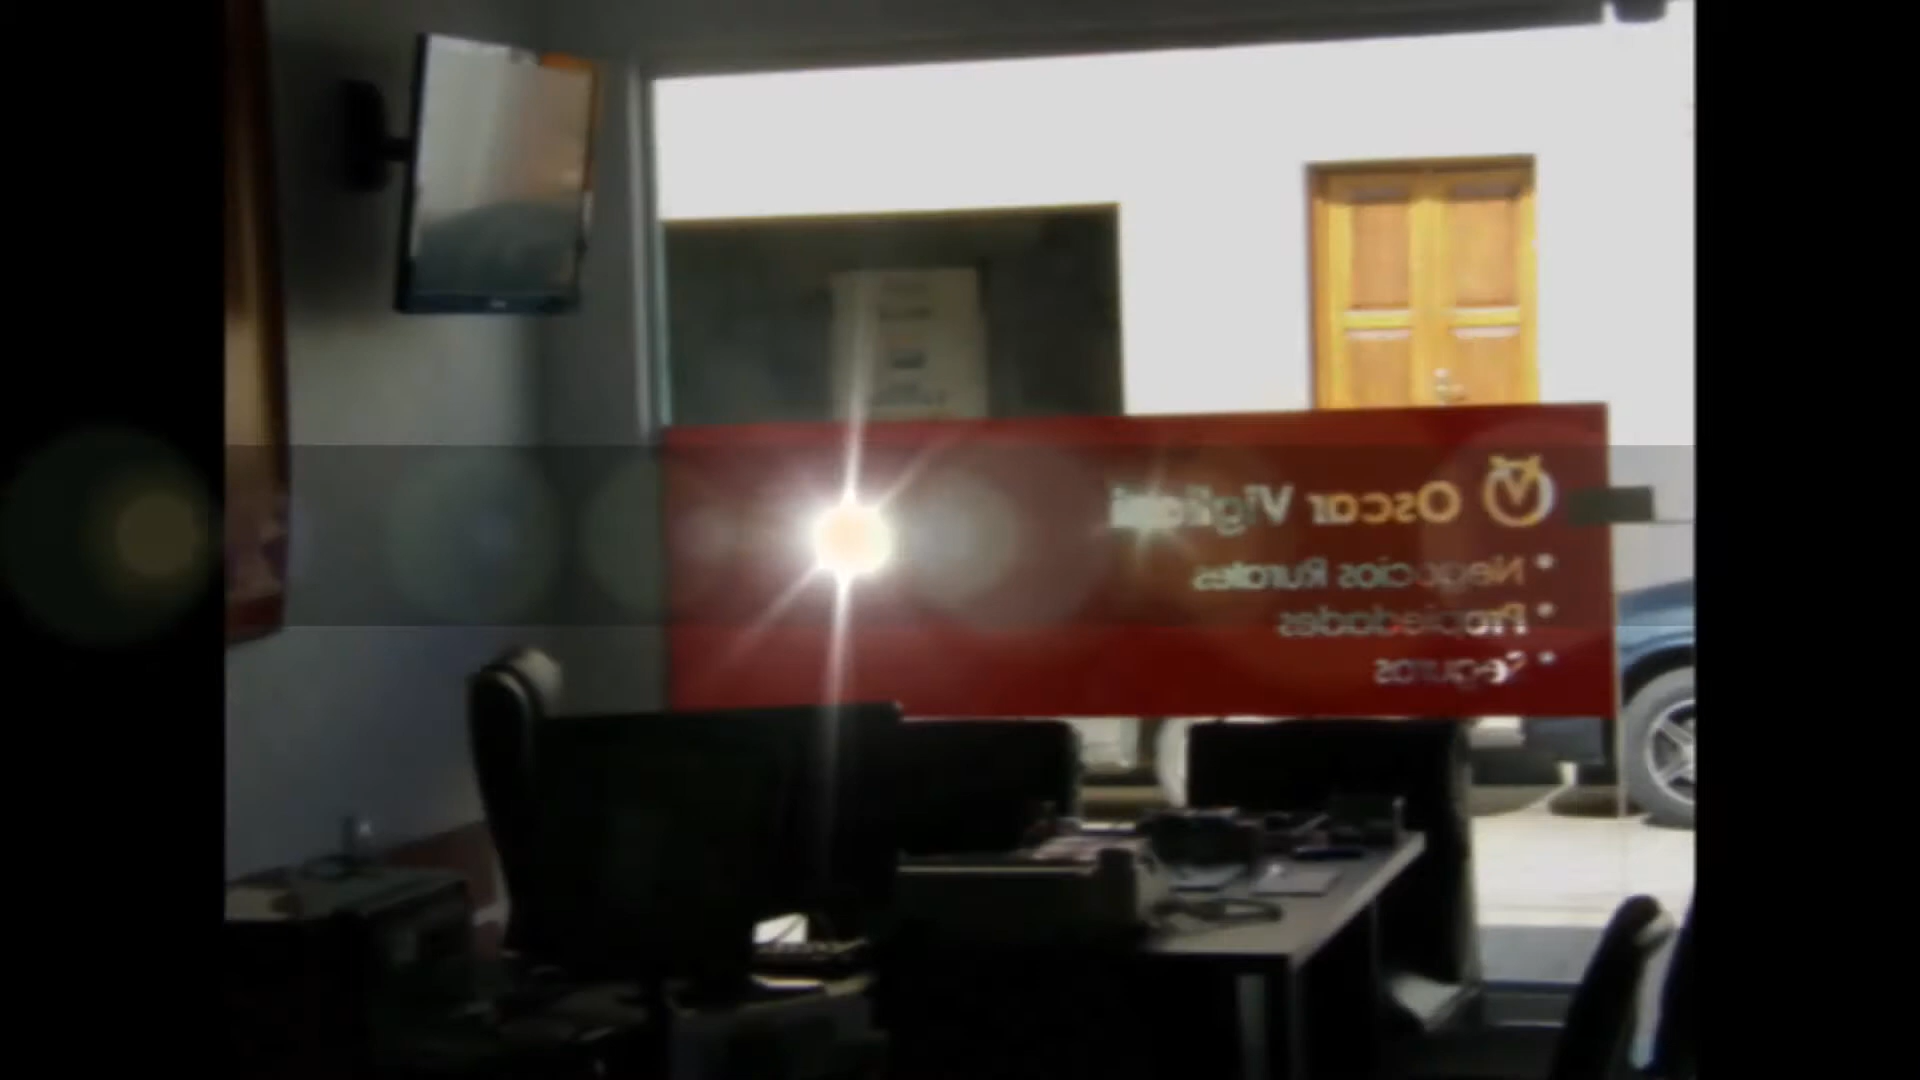 Oscar
* Negocios Rurales
* Propiedades
* Seguros